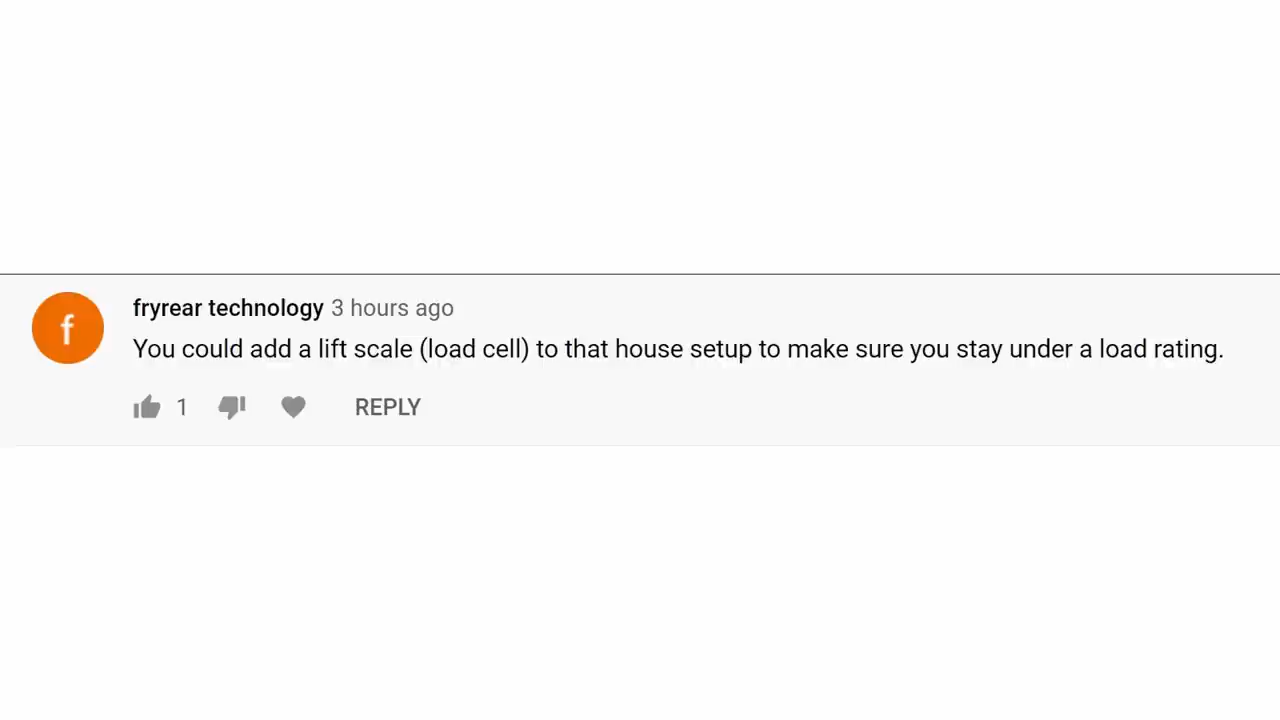 f
fryrear technology 3 hours ago
You could add a lift scale (load cell) to that house setup to make sure you stay under a load rating.
1 REPLY